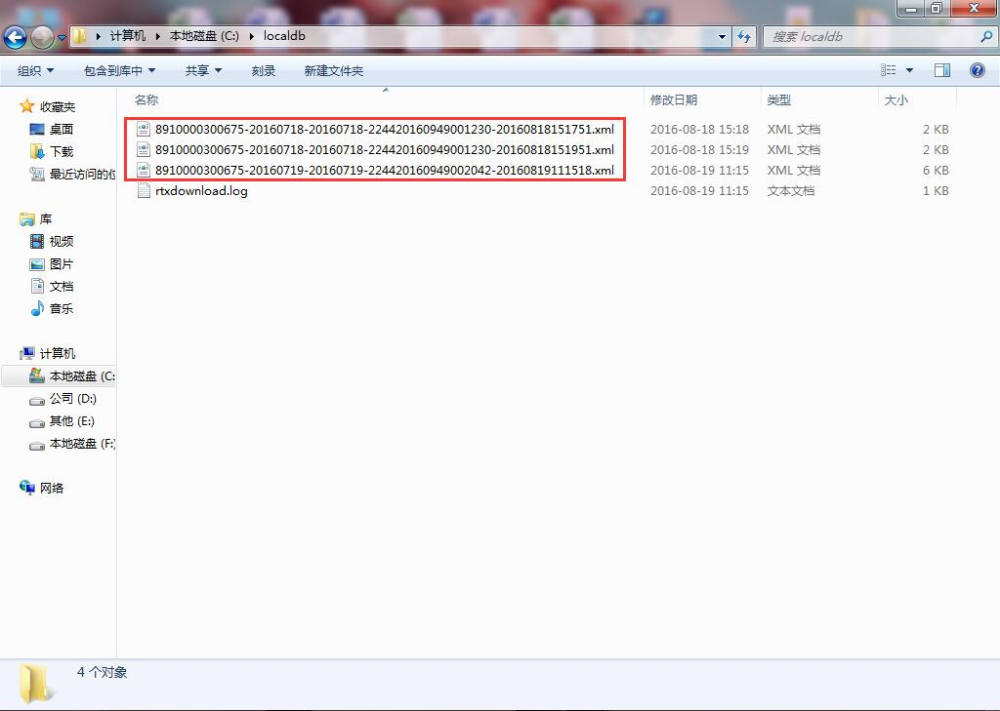 计算机 本地磁盘 (C:) localdb 搜索 localdb
组织 包含到库中 共享 刻录 新建文件夹
收藏夹
桌面
下载
最近访问的位
库
视频
图片
文档
音乐
计算机
本地磁盘 (C:
公司 (D:)
其他 (E:)
本地磁盘 (F:)
网络
名称 修改日期 类型 大小
8910000300675-20160718-20160718-224420160949001230-20160818151751.xml 2016-08-18 15:18 XML 文档 2 KB
8910000300675-20160718-20160718-224420160949001230-20160818151951.xml 2016-08-18 15:19 XML 文档 2 KB
8910000300675-20160719-20160719-224420160949002042-20160819111518.xml 2016-08-19 11:15 XML 文档 6 KB
rtxdownload.log 2016-08-19 11:15 文本文档 1 KB
4 个对象